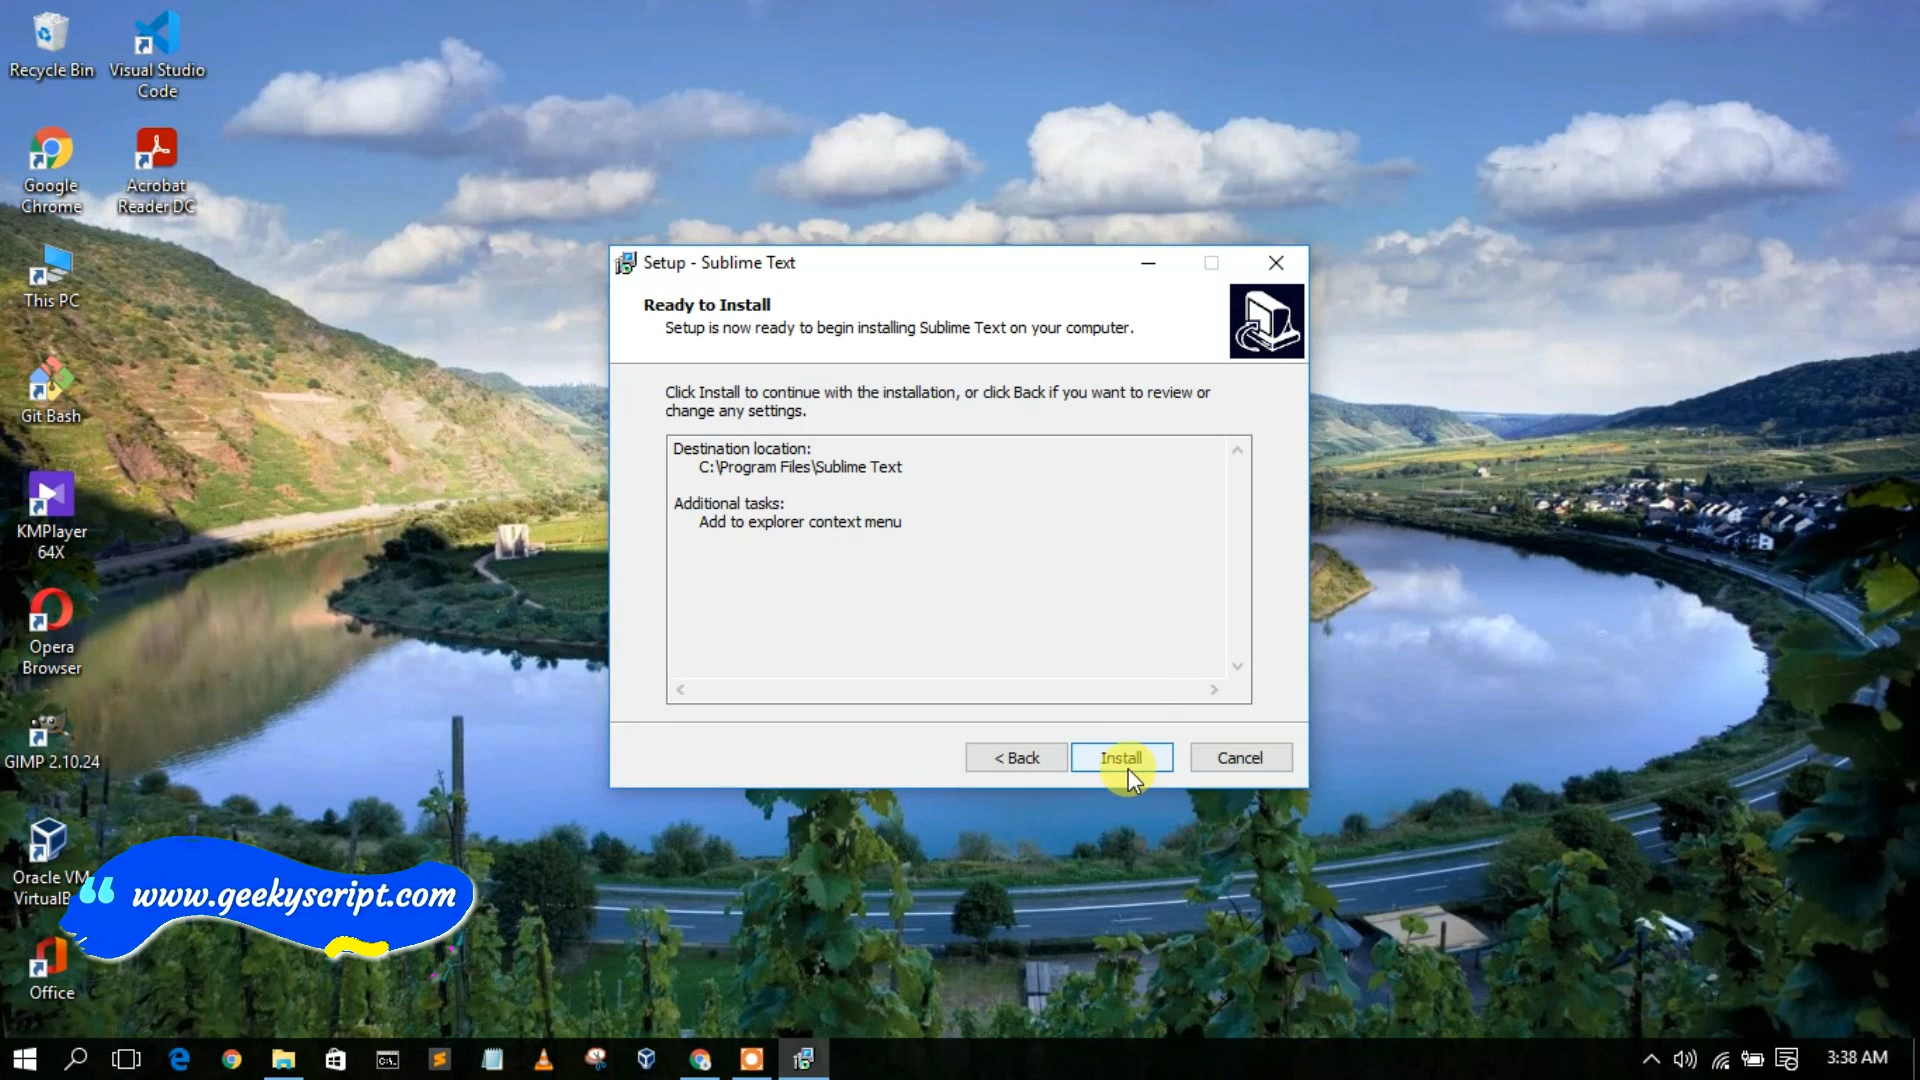 Recycle Bin
Visual Studio
Code
Google
Chrome
Acrobat
Reader DC
This PC
Git Bash
KMPlayer
64X
Opera
Browser
GIMP 2.10.24
Oracle VM
VirtualB
Office
Setup - Sublime Text
Ready to Install
Setup is now ready to begin installing Sublime Text on your computer.
Click Install to continue with the installation, or click Back if you want to review or
change any settings.
Destination location:
C:\Program Files\Sublime Text
Additional tasks:
Add to explorer context menu
< Back
Install
Cancel
www.geekyscript.com
3:38 AM